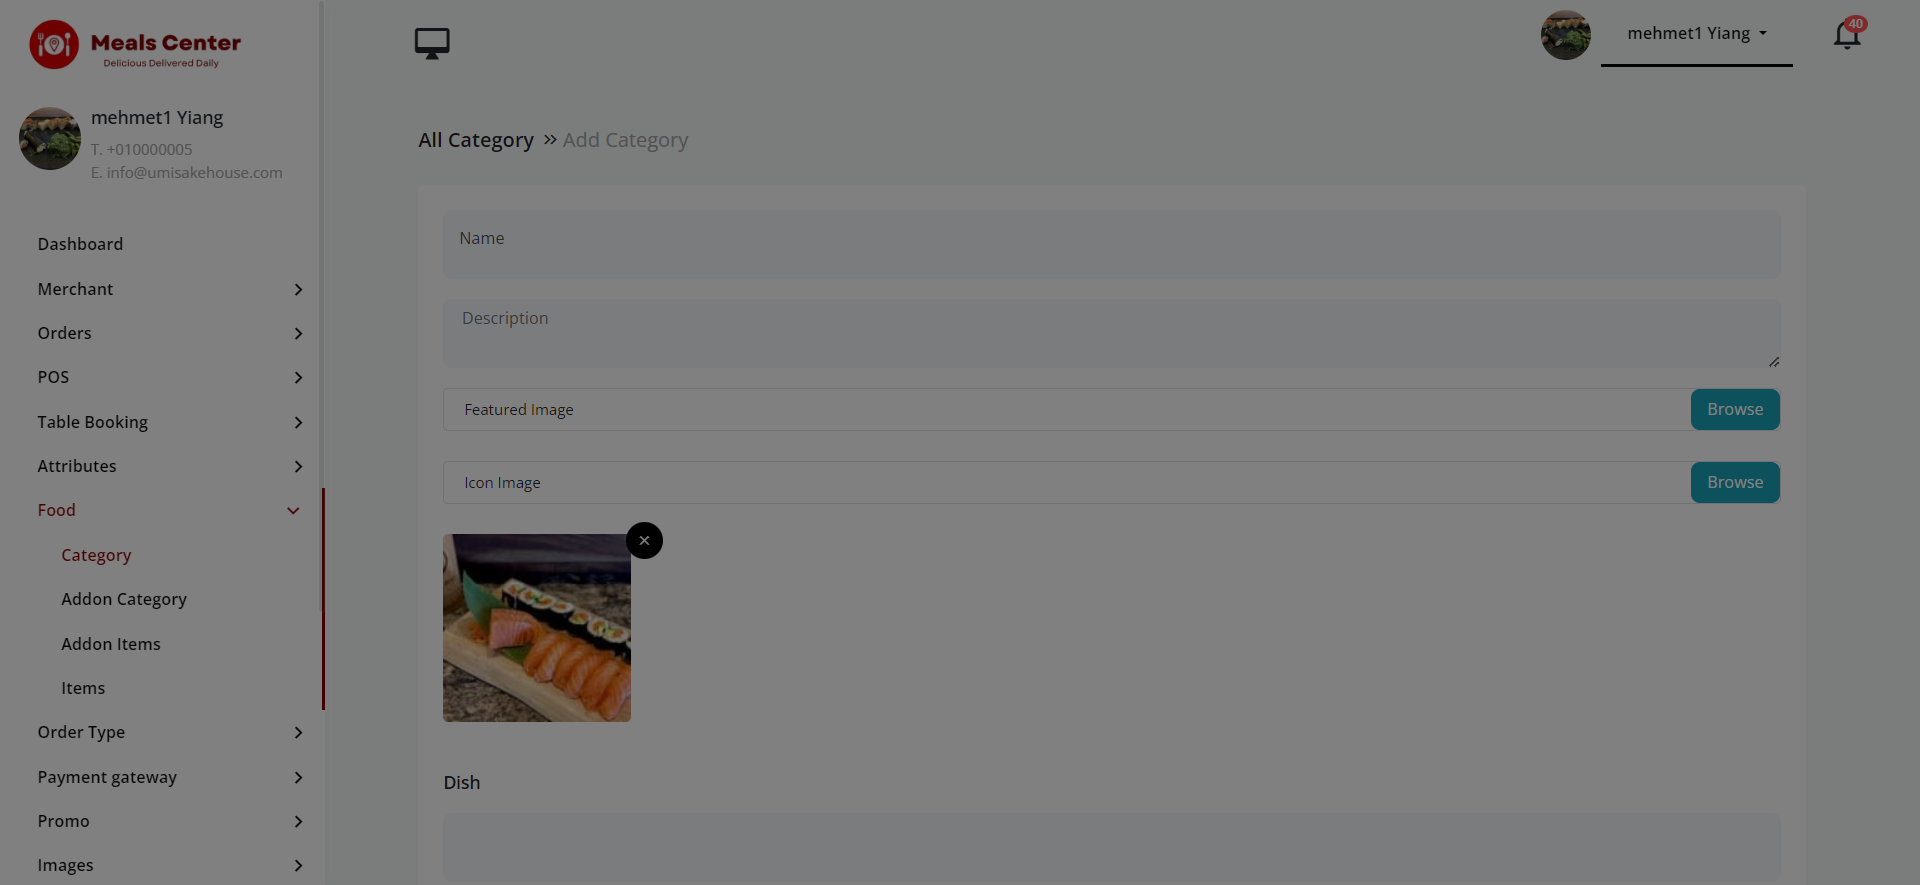 Meals Center
Delicious Delivered Daily
mehmet1 Yiang
T. +010000005
E. info@umisakehouse.com
Dashboard
Merchant
Orders
POS
Table Booking
Attributes
Food
Category
Addon Category
Addon Items
Items
Order Type
Payment gateway
Promo
Images
mehmet1 Yiang
40
All Category » Add Category
Name
Description
Featured Image
Browse
Icon Image
Browse
Dish